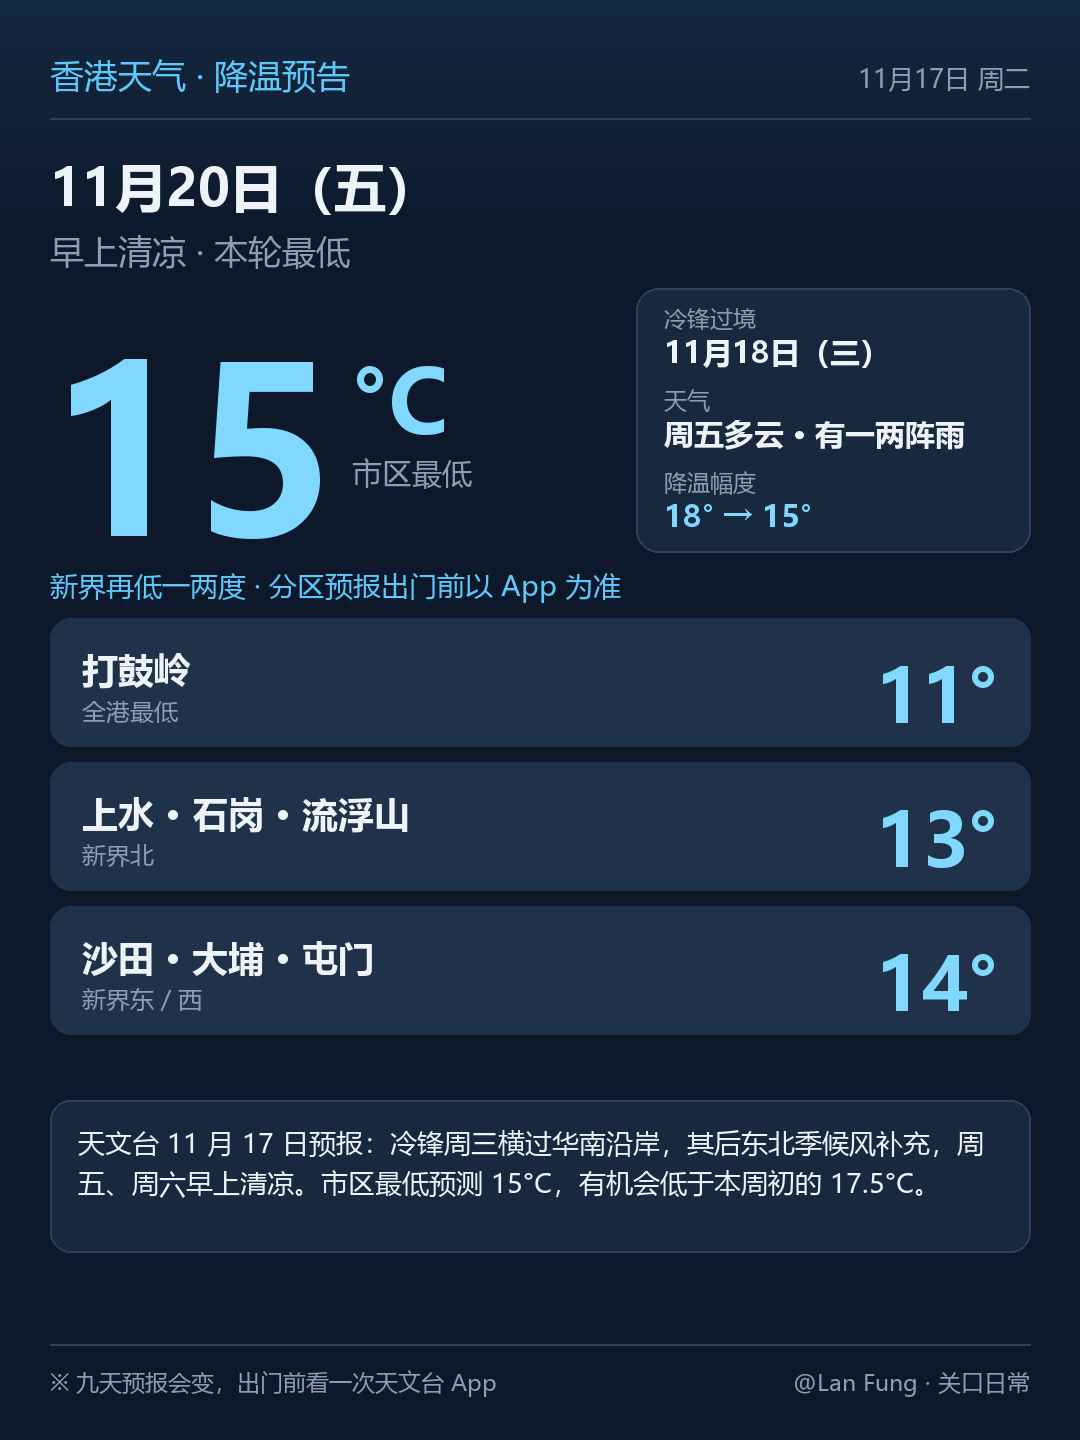 香港天气 · 降温预告
11月17日 周二
11月20日（五）
早上清凉 · 本轮最低
15 °C
市区最低
冷锋过境
11月18日（三）
天气
周五多云・有一两阵雨
降温幅度
18° → 15°
新界再低一两度 · 分区预报出门前以 App 为准
打鼓岭
全港最低
11°
上水・石岗・流浮山
新界北
13°
沙田・大埔・屯门
新界东 / 西
14°
天文台 11 月 17 日预报：冷锋周三横过华南沿岸，其后东北季候风补充，周
五、周六早上清凉。市区最低预测 15°C，有机会低于本周初的 17.5°C。
※ 九天预报会变，出门前看一次天文台 App
@Lan Fung · 关口日常